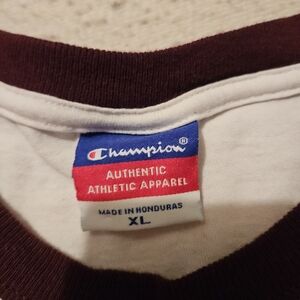 Champion®
AUTHENTIC
ATHLETIC APPAREL
MADE IN HONDURAS
XL